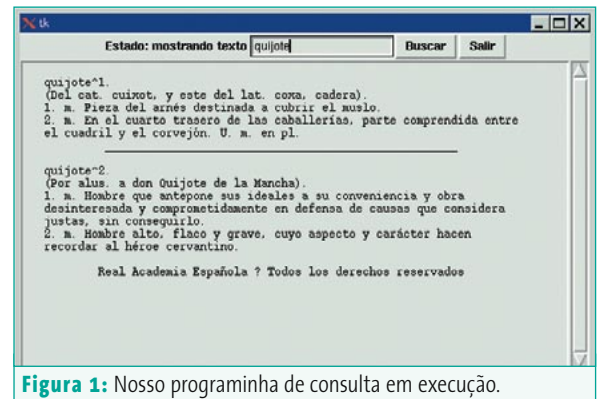 tk
Estado: mostrando texto quijote Buscar Salir
quijote^1.
(Del cat. cuixot, y este del lat. coxa, cadera).
1. m. Pieza del arnés destinada a cubrir el muslo.
2. m. En el cuarto trasero de las caballerías, parte comprendida entre
el cuadril y el corvejón. U. m. en pl.
quijote^2.
(Por alus. a don Quijote de la Mancha).
1. m. Hombre que antepone sus ideales a su conveniencia y obra
desinteresada y comprometidamente en defensa de causas que considera
justas, sin conseguirlo.
2. m. Hombre alto, flaco y grave, cuyo aspecto y carácter hacen
recordar al héroe cervantino.
Real Academia Española ? Todos los derechos reservados
Figura 1: Nosso programinha de consulta em execução.